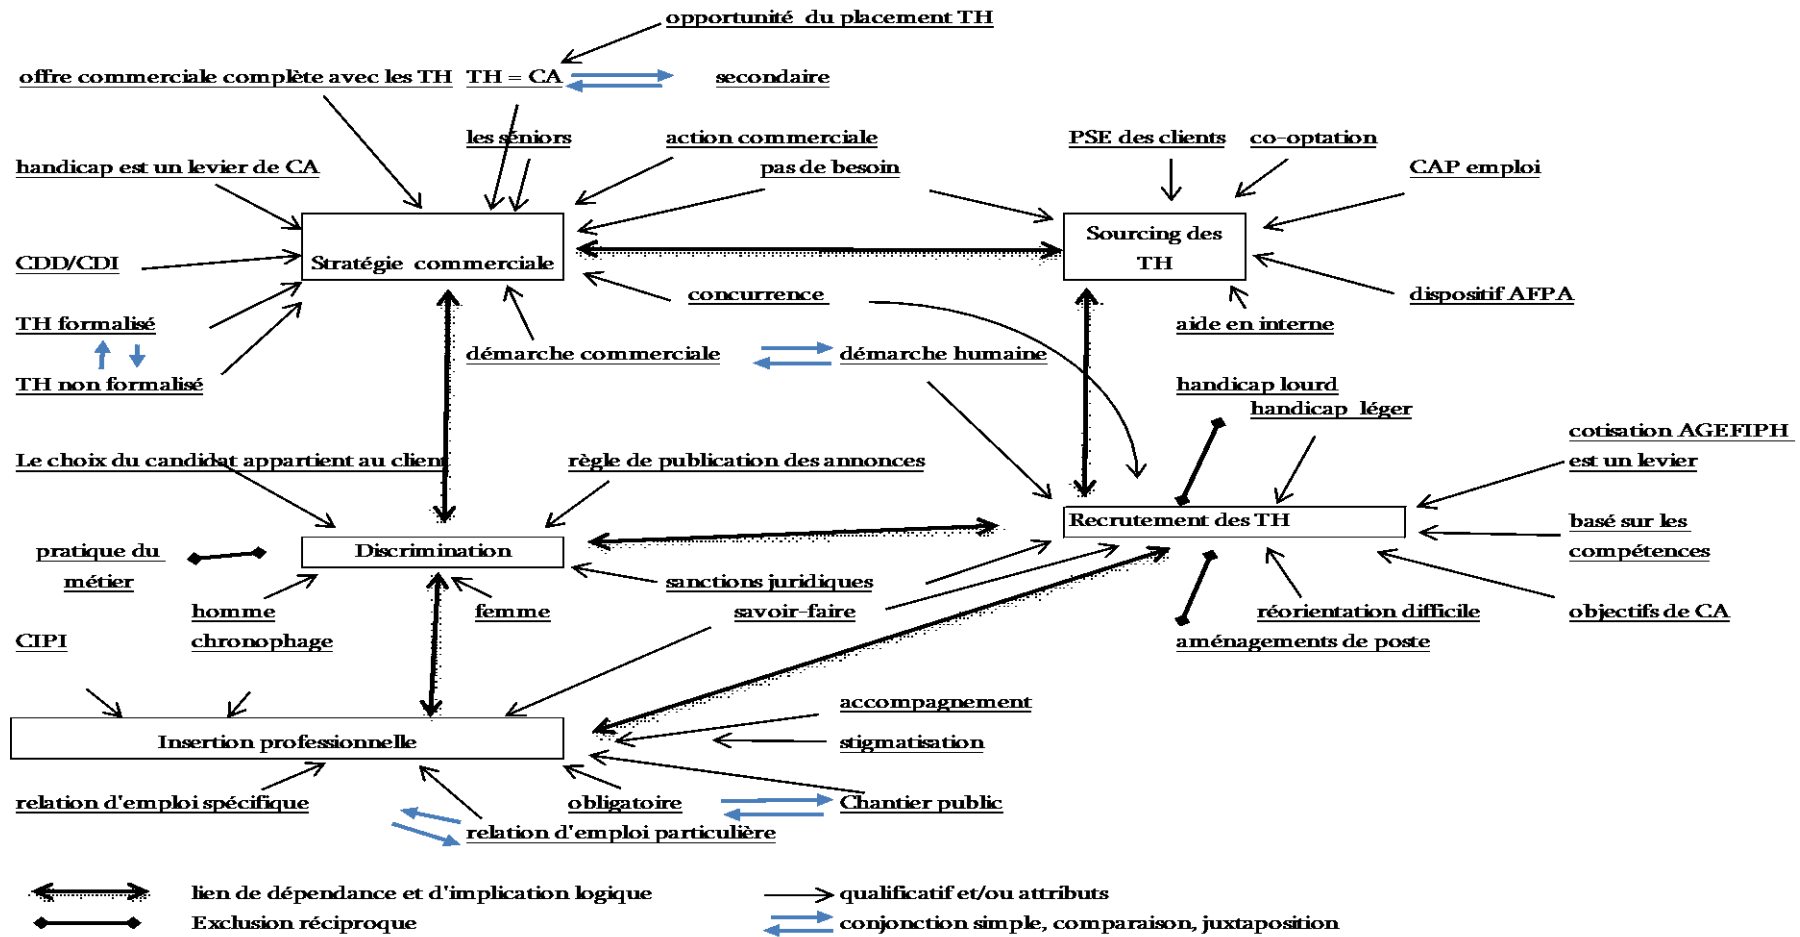 opportunité du placement TH
offre commerciale complète avec les TH TH = CA secondaire
les séniors action commerciale PSE des clients co-optation
handicap est un levier de CA pas de besoin CAP emploi
Sourcing des
TH
Stratégie commerciale
CDD/CDI
concurrence dispositif AFPA
TH formalisé aide en interne
démarche commerciale démarche humaine
TH non formalisé handicap lourd
handicap léger
cotisation AGEFIPH
est un levier
Le choix du candidat appartient au client règle de publication des annonces
Recrutement des TH basé sur les
compétences
pratique du
métier
Discrimination
sanctions juridiques
homme femme savoir-faire réorientation difficile objectifs de CA
CIPI chronophage aménagements de poste
accompagnement
Insertion professionnelle stigmatisation
relation d'emploi spécifique obligatoire Chantier public
relation d'emploi particulière
lien de dépendance et d'implication logique qualificatif et/ou attributs
Exclusion réciproque conjonction simple, comparaison, juxtaposition